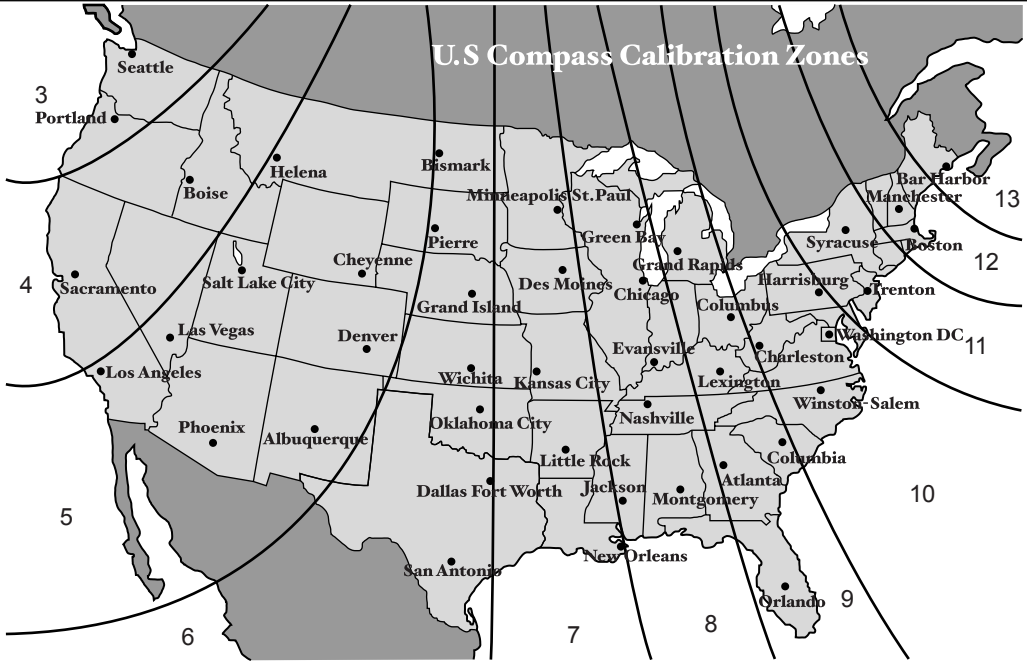 U.S Compass Calibration Zones
Seattle
3
Portland
Helena
Bismark
Boise
Minneapolis St.Paul
Bar Harbor
Manchester
13
Pierre
Green Bay
Syracuse
Boston
Cheyenne
Grand Rapids
12
4
Sacramento
Salt Lake City
Des Moines
Chicago
Harrisburg
Trenton
Grand Island
Columbus
Las Vegas
Denver
Washington DC
11
Evansville
Charleston
Los Angeles
Wichita
Kansas City
Lexington
Winston-Salem
Phoenix
Albuquerque
Oklahoma City
Nashville
Little Rock
Columbia
Dallas Fort Worth
Jackson
Atlanta
Montgomery
10
5
New Orleans
San Antonio
Orlando
9
6
7
8